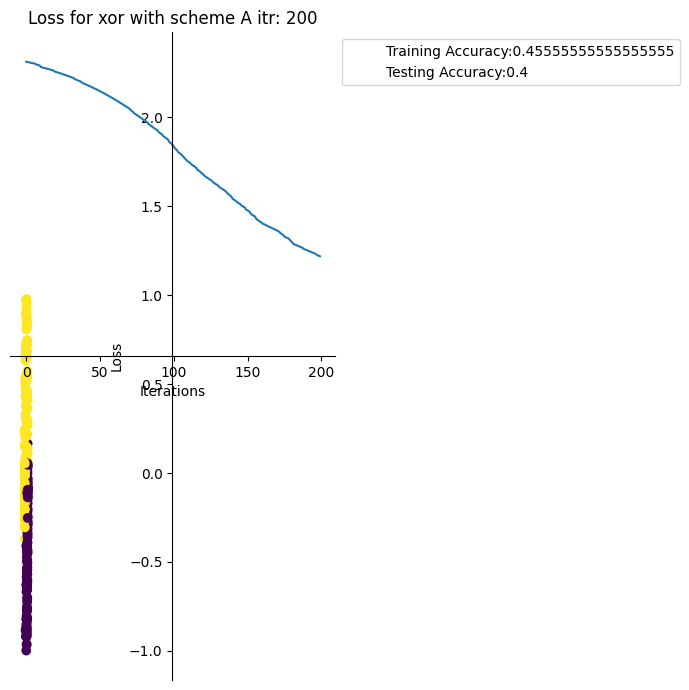 Loss for xor with scheme A itr: 200
Training Accuracy:0.45555555555555555
Testing Accuracy:0.4
2.0
1.5
1.0
Loss
0 50 100 150 200
0.5
Iterations
0.0
−0.5
−1.0